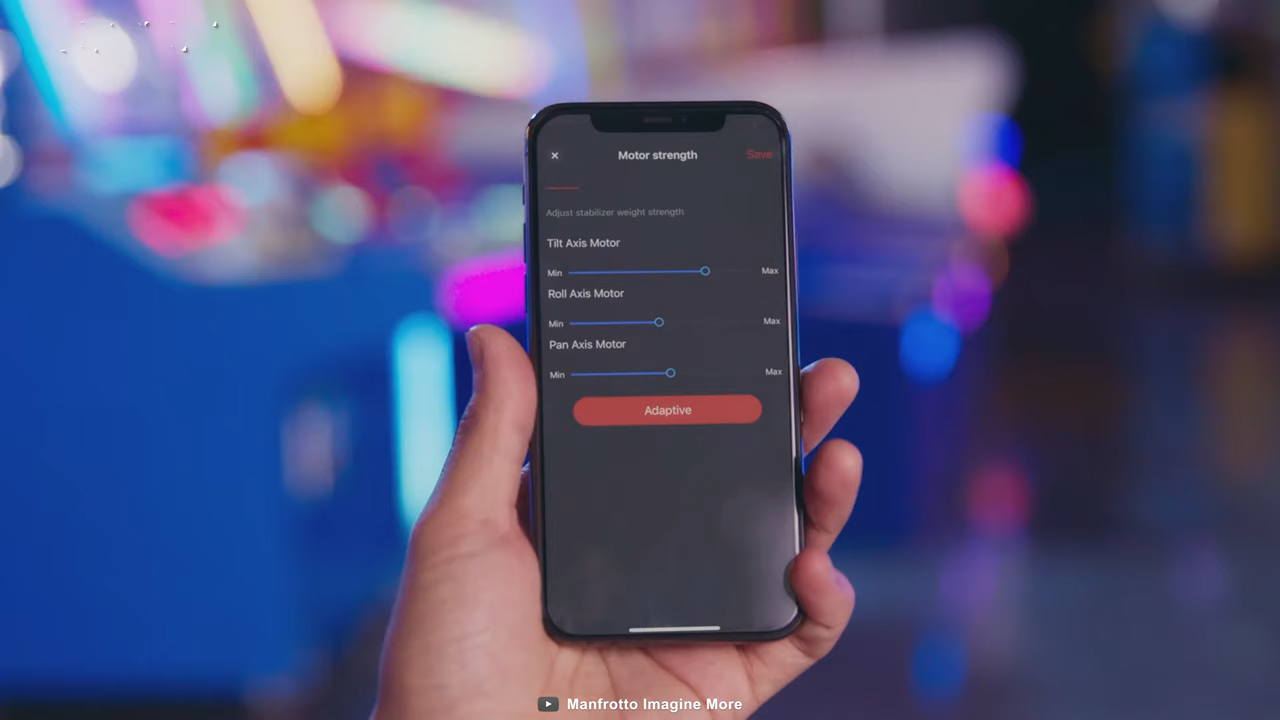 Motor strength
Save
Adjust stabilizer weight strength
Tilt Axis Motor
Min
Max
Roll Axis Motor
Min
Max
Pan Axis Motor
Min
Max
Adaptive
Manfrotto Imagine More